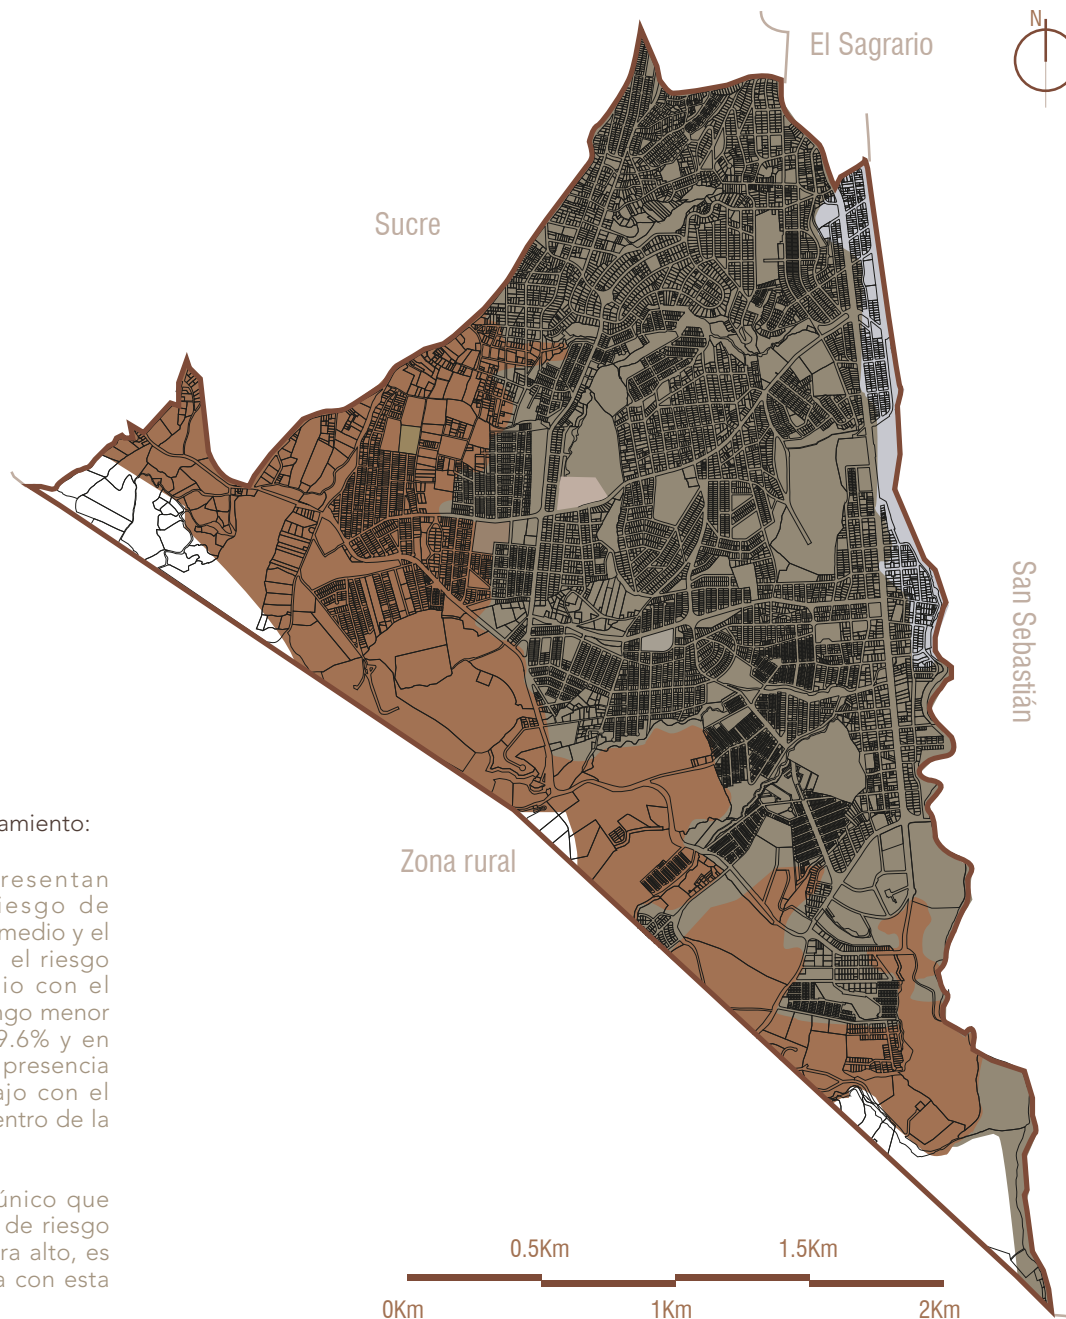 N
El Sagrario
Sucre
San Sebastián
Zona rural
amiento:
resentan
iesgo de
medio y el
el riesgo
io con el
ngo menor
9.6% y en
presencia
ajo con el
entro de la
único que
de riesgo
ra alto, es
a con esta
0.5Km
1.5Km
0Km
1Km
2Km